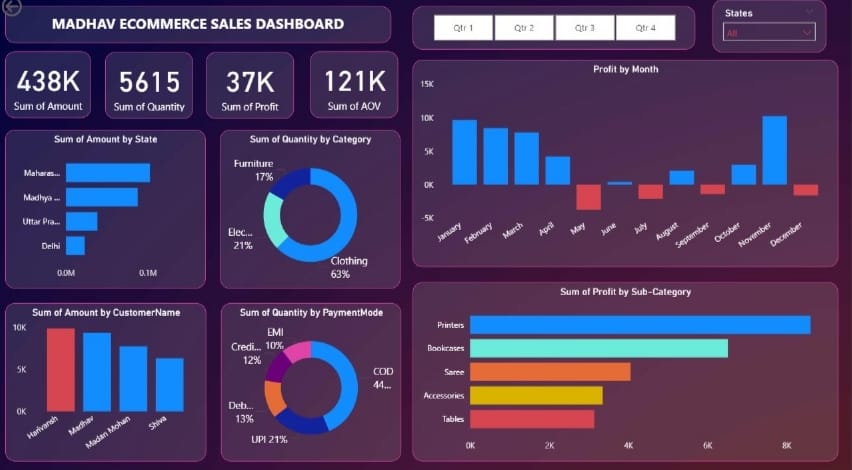 MADHAV ECOMMERCE SALES DASHBOARD
Qtr 1
Qtr 2
Qtr 3
Qtr 4
States
All
438K
Sum of Amount
5615
Sum of Quantity
37K
Sum of Profit
121K
Sum of AOV
Sum of Amount by State
Maharas...
Madhya ...
Uttar Pra...
Delhi
0.0M
0.1M
Sum of Quantity by Category
Furniture
17%
Elec...
21%
Clothing
63%
Profit by Month
15K
10K
5K
0K
-5K
January
February
March
April
May
June
July
August
September
October
November
December
Sum of Amount by CustomerName
10K
5K
0K
Harivansh
Madhav
Madan Mohan
Shiva
Sum of Quantity by PaymentMode
EMI
10%
Credi...
12%
Deb...
13%
UPI 21%
COD
44...
Sum of Profit by Sub-Category
Printers
Bookcases
Saree
Accessories
Tables
0K
2K
4K
6K
8K